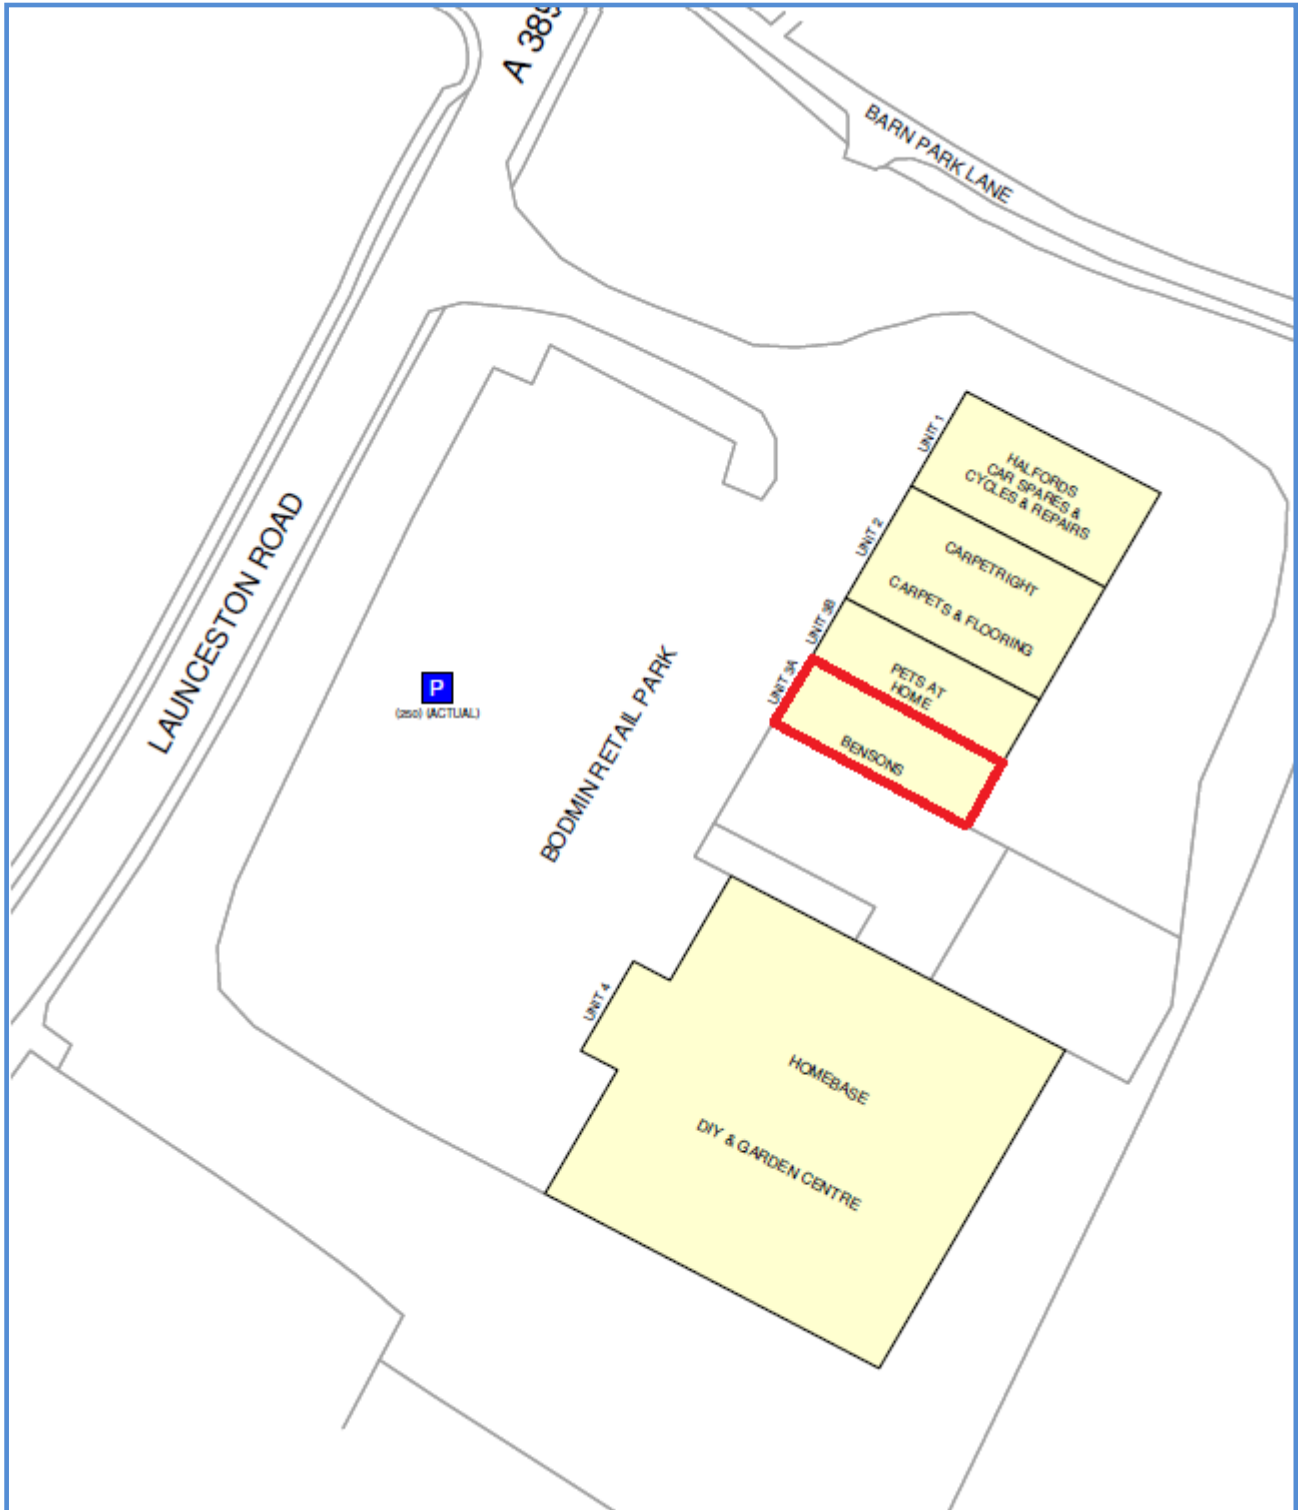 A 389
BARN PARK LANE
UNIT 1
HALFORDS
CAR SPARES &
CYCLES & REPAIRS
UNIT 2
CARPETRIGHT
CARPETS & FLOORING
UNIT 3B
PETS AT
HOME
UNIT 3A
BENSONS
LAUNCESTON ROAD
P
(250) (ACTUAL)
BODMIN RETAIL PARK
UNIT 4
HOMEBASE
DIY & GARDEN CENTRE